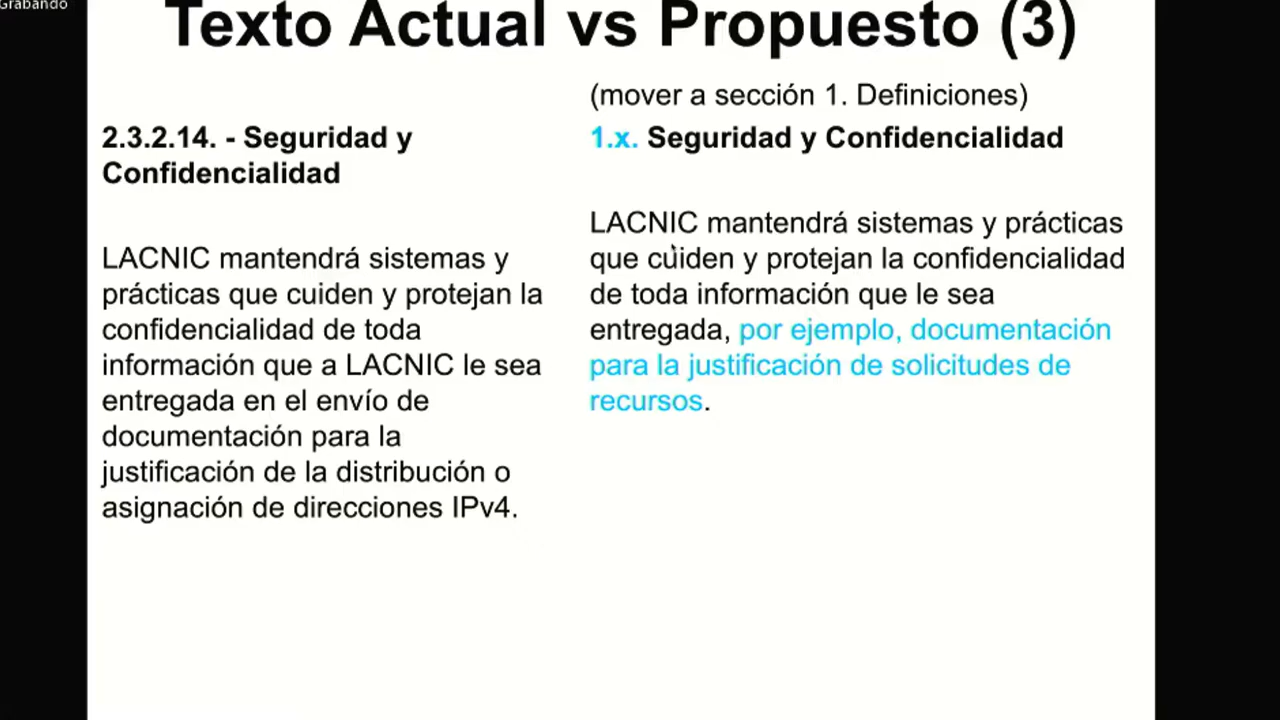 Grabando
Texto Actual vs Propuesto (3)
2.3.2.14. - Seguridad y
Confidencialidad
LACNIC mantendrá sistemas y
prácticas que cuiden y protejan la
confidencialidad de toda
información que a LACNIC le sea
entregada en el envío de
documentación para la
justificación de la distribución o
asignación de direcciones IPv4.
(mover a sección 1. Definiciones)
1.x. Seguridad y Confidencialidad
LACNIC mantendrá sistemas y prácticas
que cuiden y protejan la confidencialidad
de toda información que le sea
entregada, por ejemplo, documentación
para la justificación de solicitudes de
recursos.